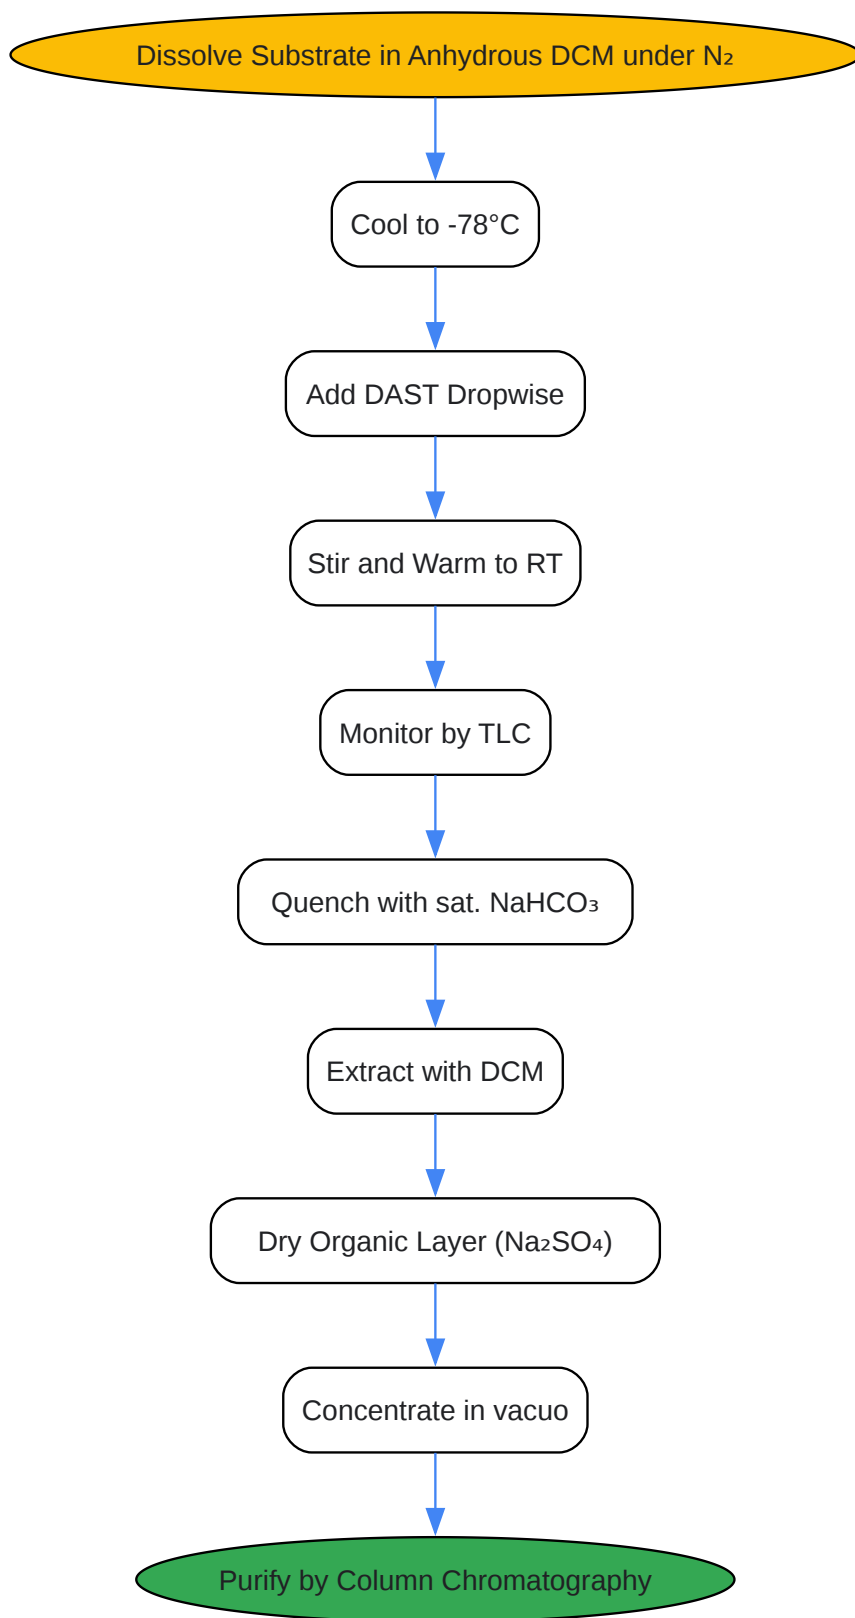 Dissolve Substrate in Anhydrous DCM under N₂
Cool to -78°C
Add DAST Dropwise
Stir and Warm to RT
Monitor by TLC
Quench with sat. NaHCO₃
Extract with DCM
Dry Organic Layer (Na₂SO₄)
Concentrate in vacuo
Purify by Column Chromatography